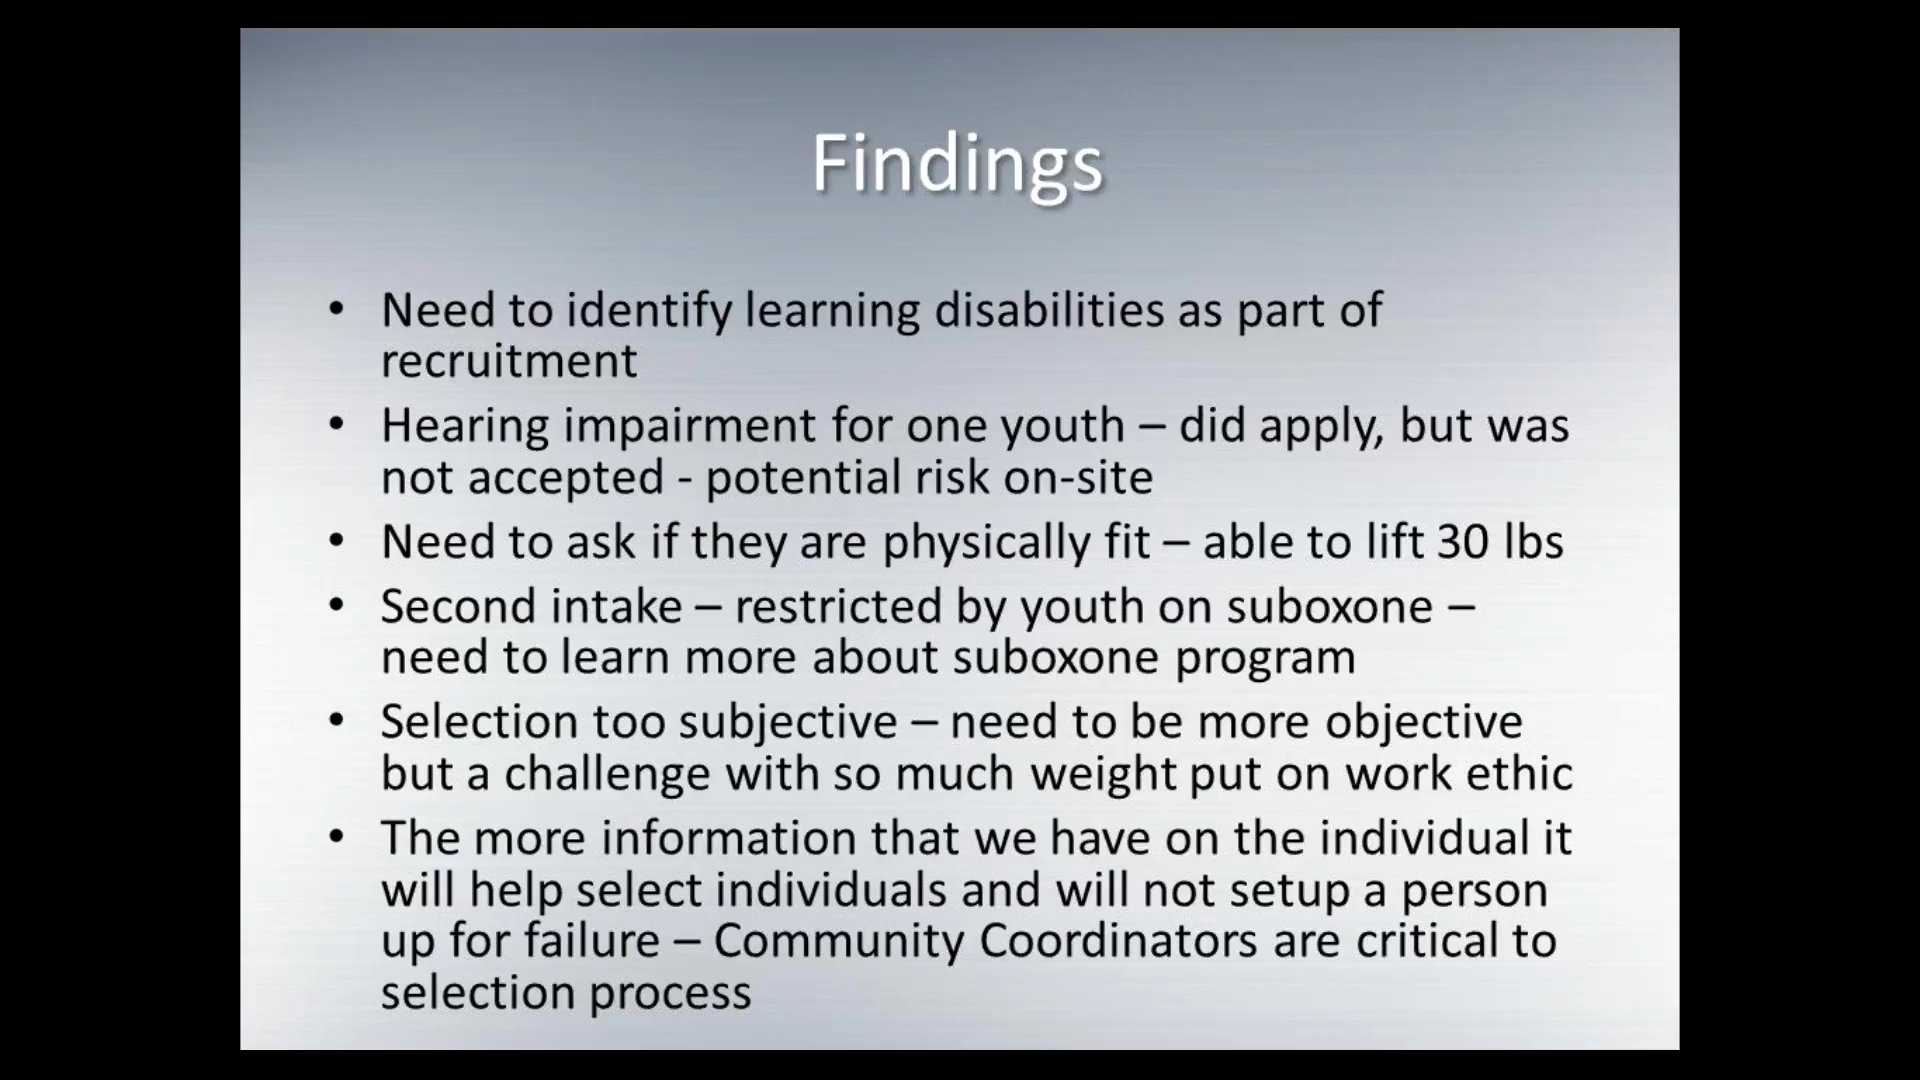 Findings
• Need to identify learning disabilities as part of
recruitment
• Hearing impairment for one youth – did apply, but was
not accepted - potential risk on-site
• Need to ask if they are physically fit – able to lift 30 lbs
• Second intake – restricted by youth on suboxone –
need to learn more about suboxone program
• Selection too subjective – need to be more objective
but a challenge with so much weight put on work ethic
• The more information that we have on the individual it
will help select individuals and will not setup a person
up for failure – Community Coordinators are critical to
selection process